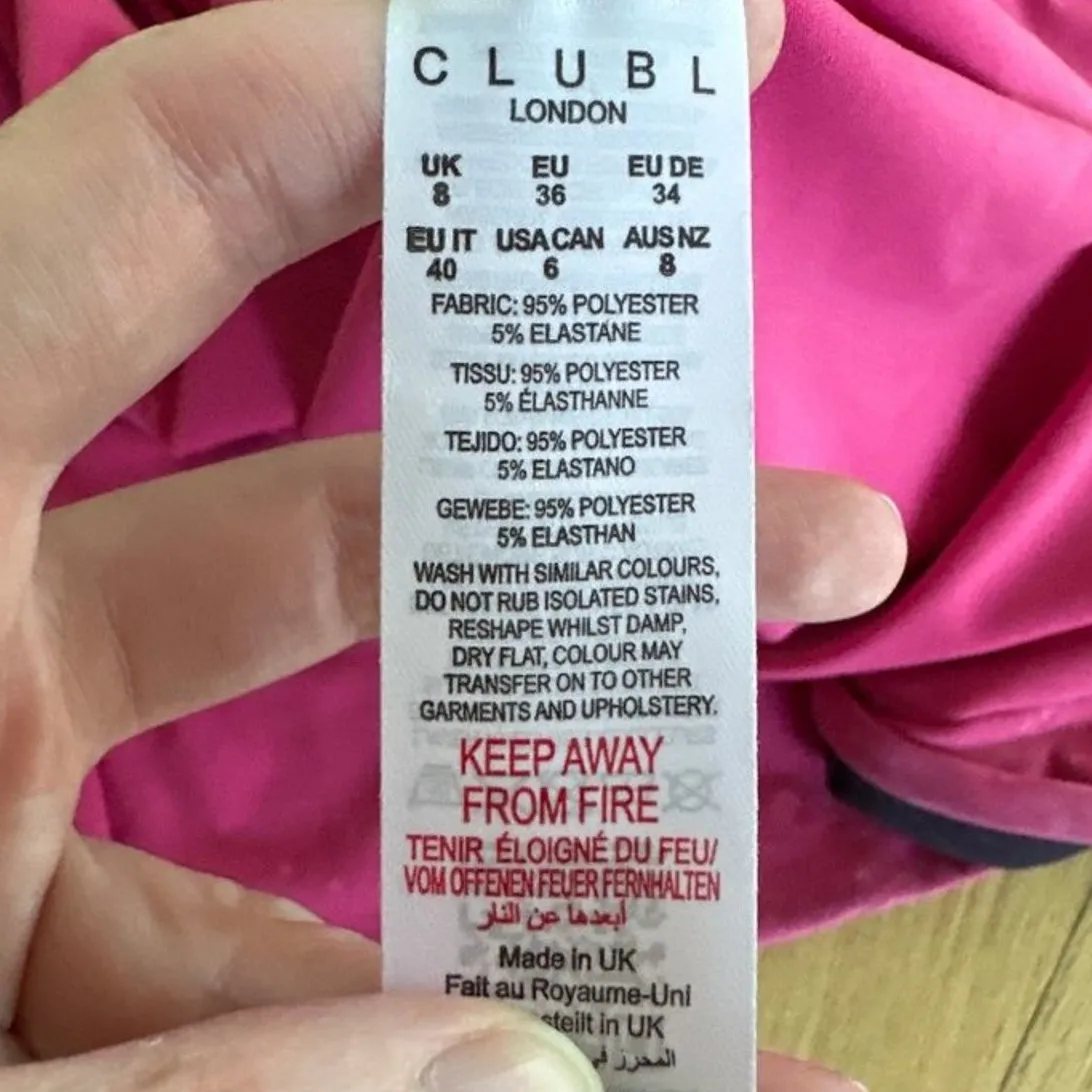 CLUB L
LONDON
UK EU EU DE
8 36 34
EU IT USA CAN AUS NZ
40 6 8
FABRIC: 95% POLYESTER
5% ELASTANE
TISSU: 95% POLYESTER
5% ÉLASTHANNE
TEJIDO: 95% POLYESTER
5% ELASTANO
GEWEBE: 95% POLYESTER
5% ELASTHAN
WASH WITH SIMILAR COLOURS,
DO NOT RUB ISOLATED STAINS,
RESHAPE WHILST DAMP,
DRY FLAT, COLOUR MAY
TRANSFER ON TO OTHER
GARMENTS AND UPHOLSTERY.
KEEP AWAY
FROM FIRE
TENIR ÉLOIGNÉ DU FEU/
VOM OFFENEN FEUER FERNHALTEN
أبعدها عن النار
Made in UK
Fait au Royaume-Uni
in UK